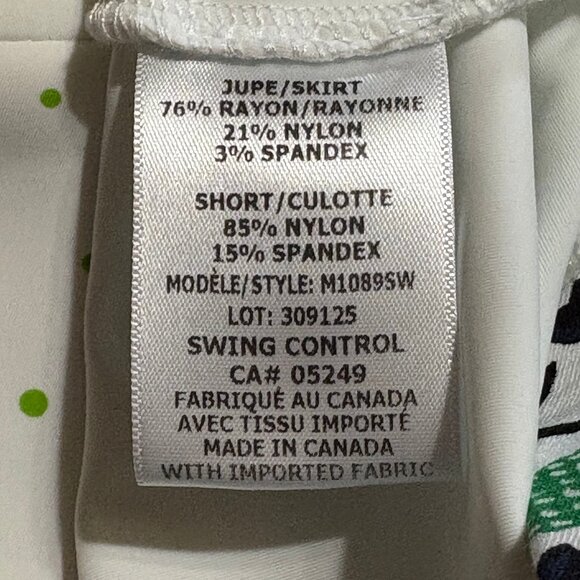 JUPE/SKIRT
76% RAYON/RAYONNE
21% NYLON
3% SPANDEX
SHORT/CULOTTE
85% NYLON
15% SPANDEX
MODÈLE/STYLE: M1089SW
LOT: 309125
SWING CONTROL
CA# 05249
FABRIQUÉ AU CANADA
AVEC TISSU IMPORTÉ
MADE IN CANADA
WITH IMPORTED FABRIC